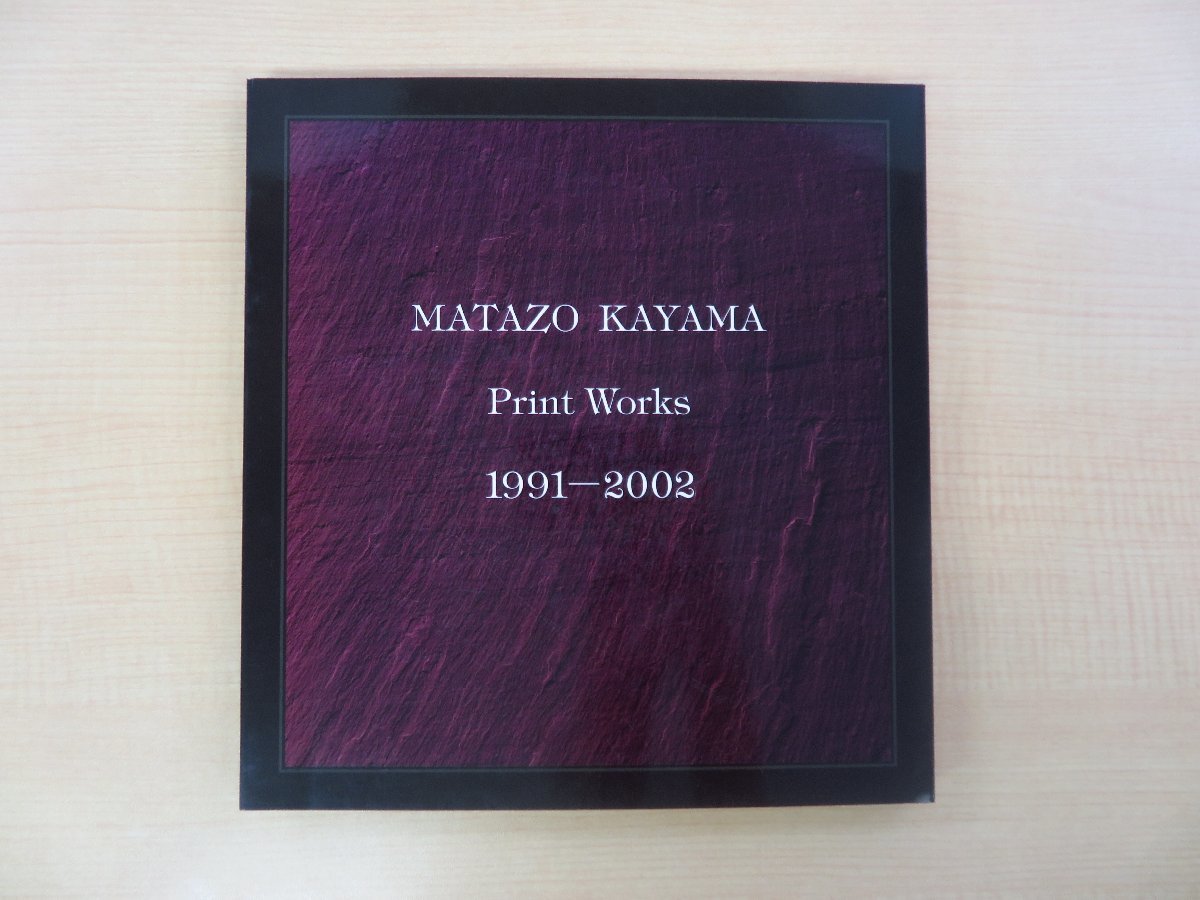 MATAZO KAYAMA
Print Works
1991—2002